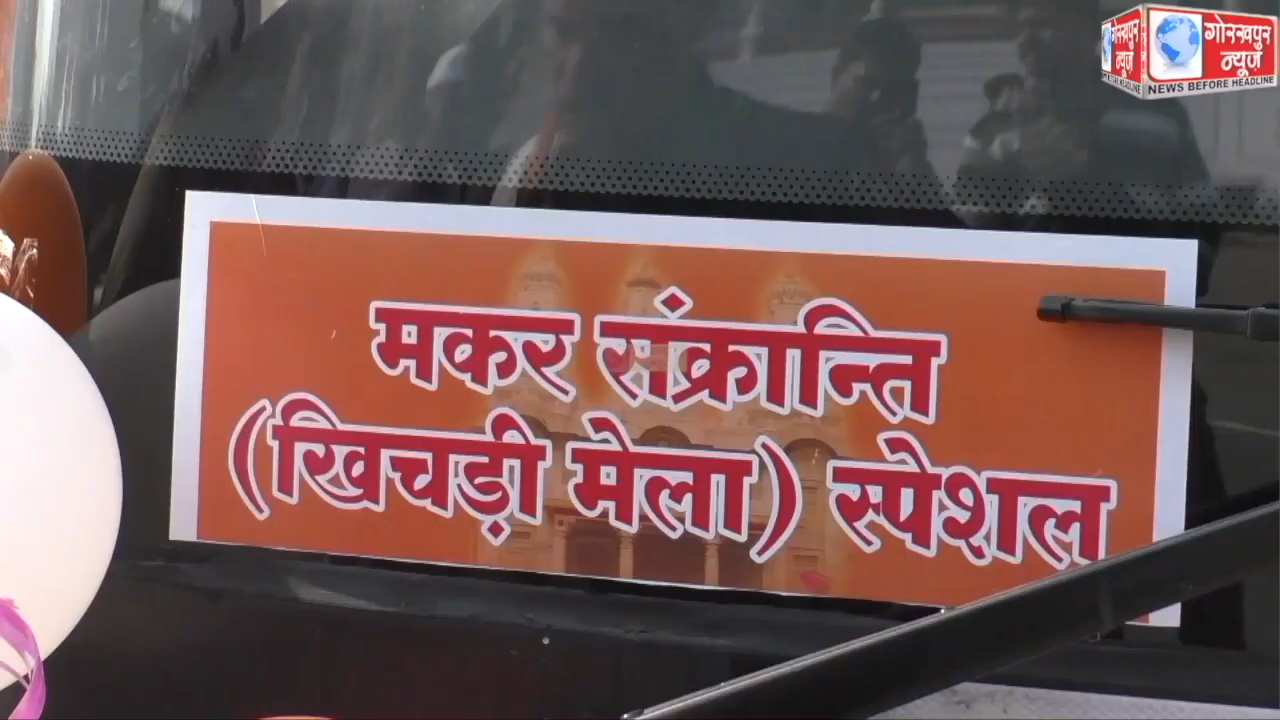 गोरखपुर
न्यूज़
NEWS BEFORE HEADLINE
मकर संक्रान्ति
(खिचड़ी मेला) स्पेशल